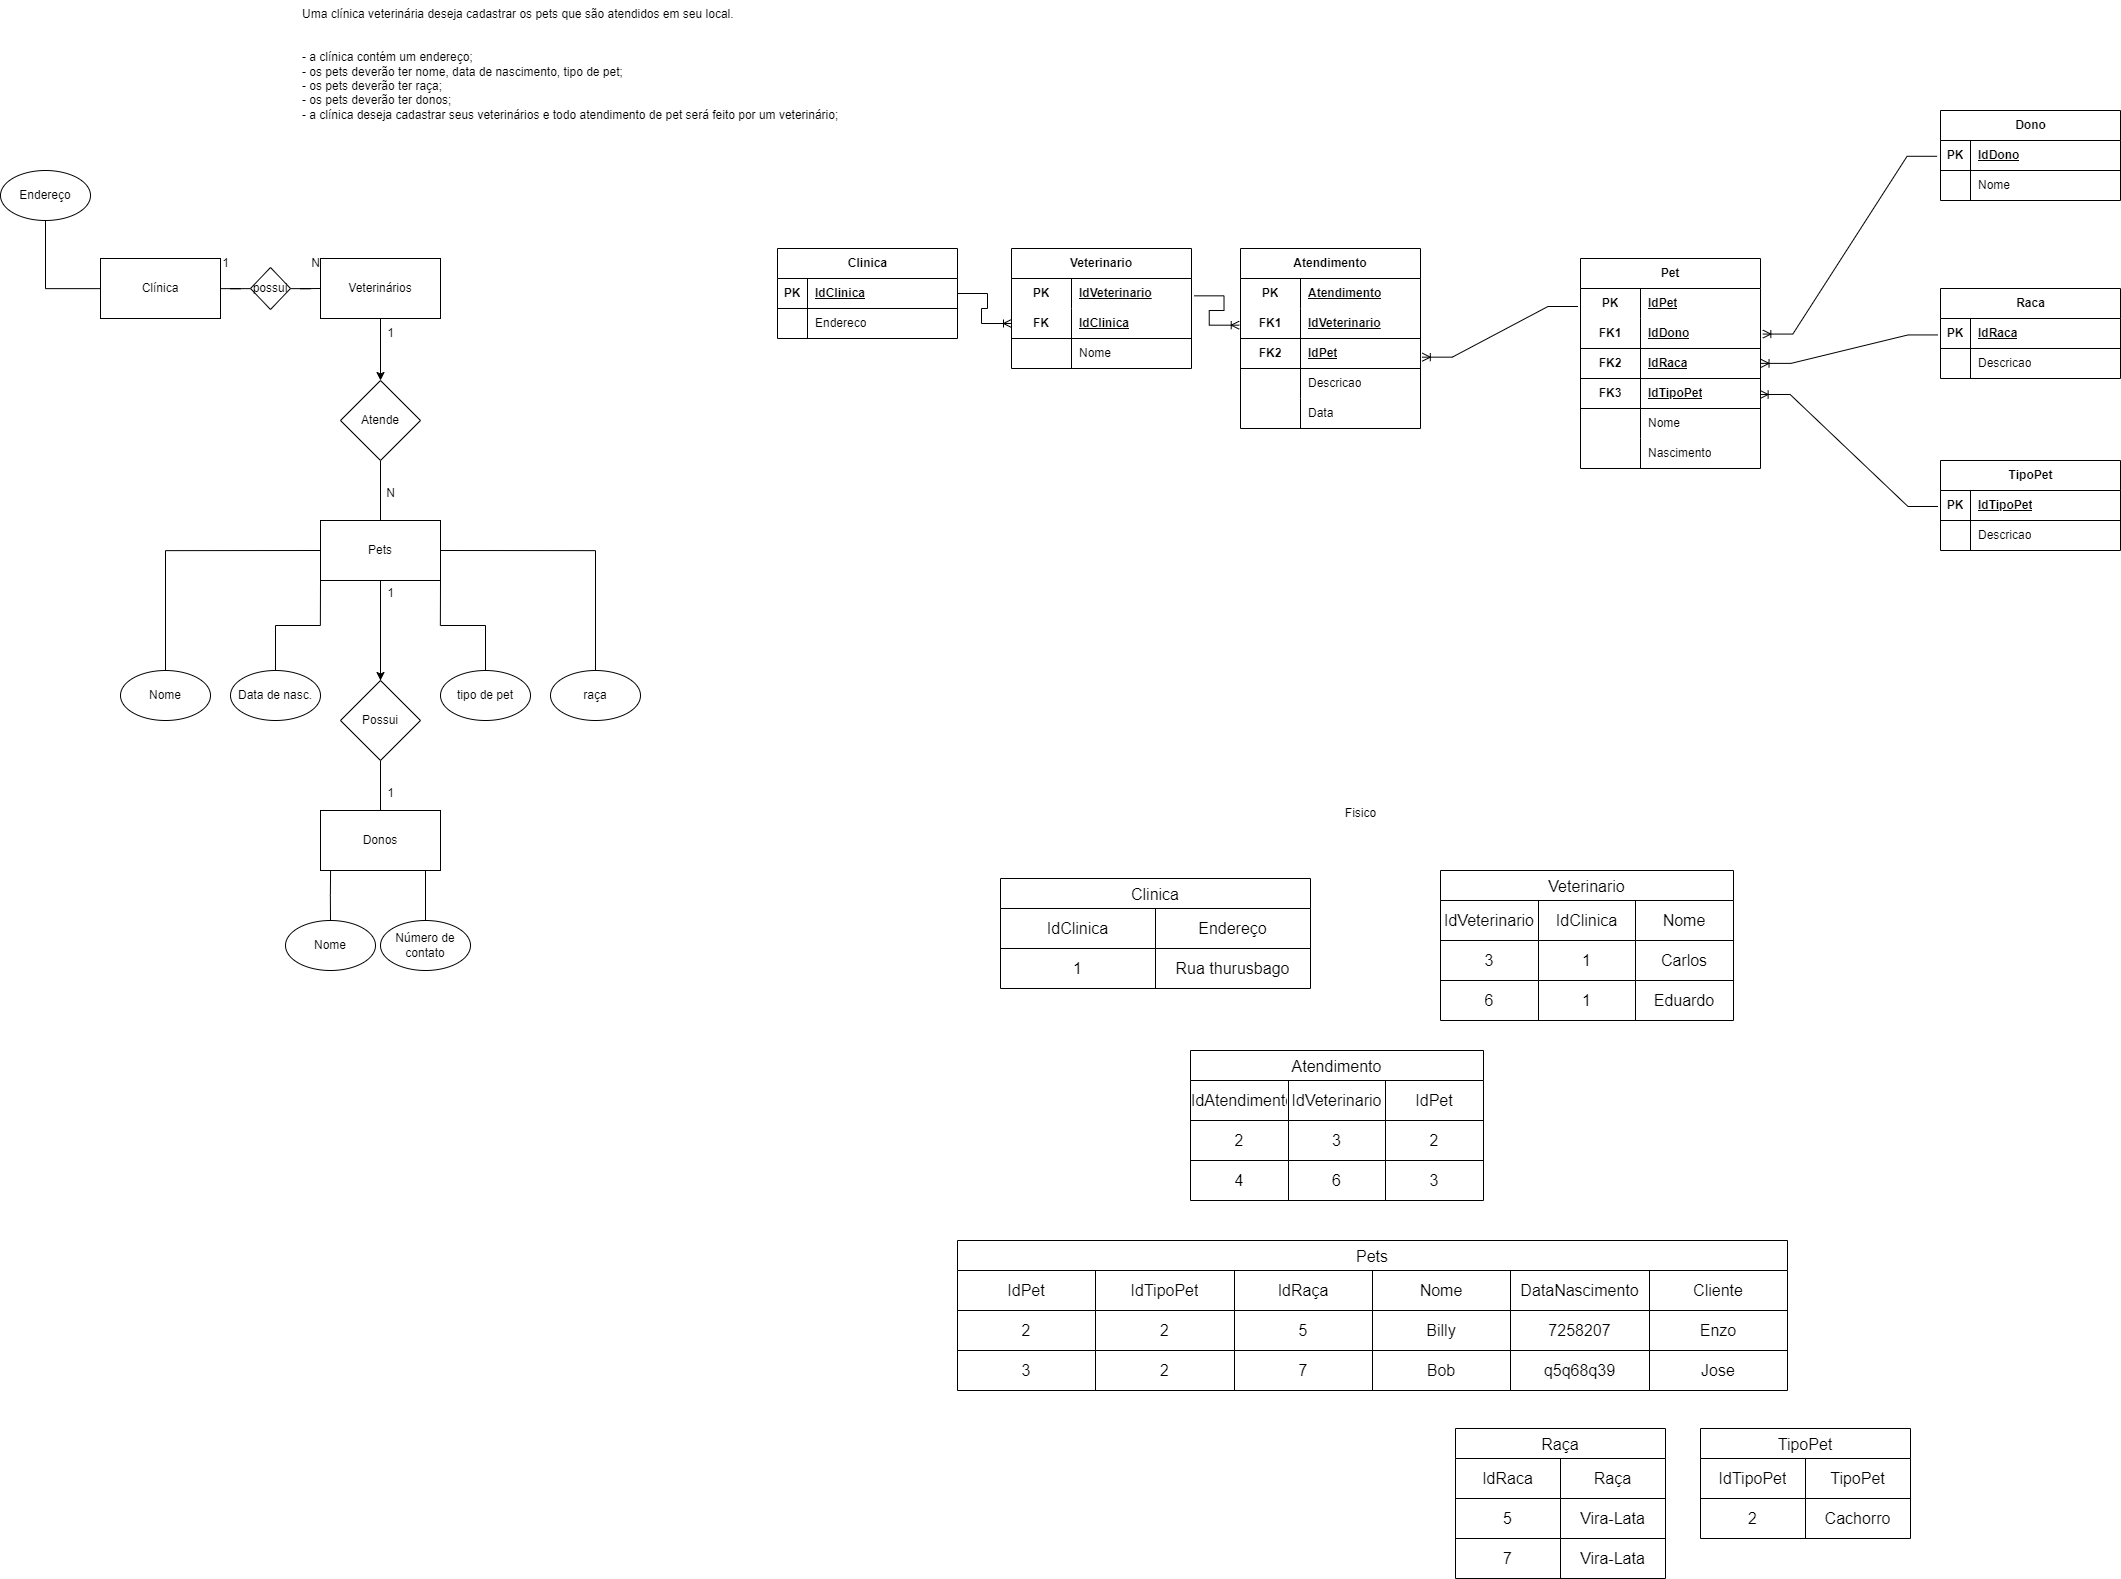 Uma clínica veterinária deseja cadastrar os pets que são atendidos em seu local.
- a clínica contém um endereço;
- os pets deverão ter nome, data de nascimento, tipo de pet;
- os pets deverão ter raça;
- os pets deverão ter donos;
- a clínica deseja cadastrar seus veterinários e todo atendimento de pet será feito por um veterinário;
Endereço
Clínica
1
possui
N
Veterinários
1
Atende
N
Pets
1
Nome
Data de nasc.
tipo de pet
raça
Possui
1
Donos
Nome
Número de
contato
Clinica
PK IdClinica
Endereco
Veterinario
PK IdVeterinario
FK IdClinica
Nome
Atendimento
PK Atendimento
FK1 IdVeterinario
FK2 IdPet
Descricao
Data
Pet
PK IdPet
FK1 IdDono
FK2 IdRaca
FK3 IdTipoPet
Nome
Nascimento
Dono
PK IdDono
Nome
Raca
PK IdRaca
Descricao
TipoPet
PK IdTipoPet
Descricao
Fisico
Clinica
IdClinica Endereço
1 Rua thurusbago
Veterinario
IdVeterinario IdClinica Nome
3 1 Carlos
6 1 Eduardo
Atendimento
IdAtendiment IdVeterinario IdPet
2 3 2
4 6 3
Pets
IdPet IdTipoPet IdRaça Nome DataNascimento Cliente
2 2 5 Billy 7258207 Enzo
3 2 7 Bob q5q68q39 Jose
Raça
IdRaca Raça
5 Vira-Lata
7 Vira-Lata
TipoPet
IdTipoPet TipoPet
2 Cachorro